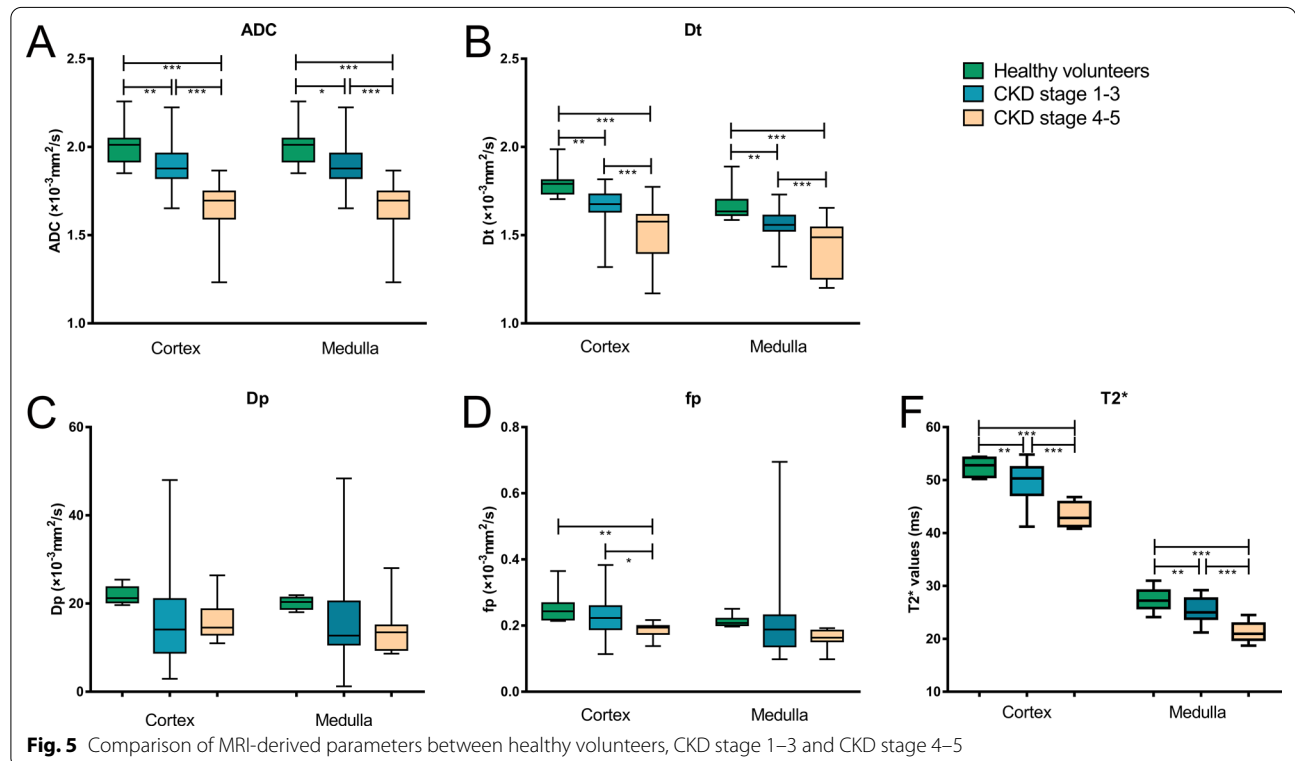 A
ADC
2.5
2.0
1.5
1.0
ADC (×10⁻³mm²/s)
***
** ***
***
* ***
Cortex Medulla
B
Dt
2.5
2.0
1.5
1.0
Dt (×10⁻³mm²/s)
***
**
***
***
**
***
Cortex Medulla
Healthy volunteers
CKD stage 1-3
CKD stage 4-5
C
Dp
60
40
20
0
Dp (×10⁻³mm²/s)
Cortex Medulla
D
fp
0.8
0.6
0.4
0.2
0.0
fp (×10⁻³mm²/s)
**
*
Cortex Medulla
F
T2*
60
50
40
30
20
10
T2* values (ms)
***
** ***
***
** ***
Cortex Medulla
Fig. 5 Comparison of MRI-derived parameters between healthy volunteers, CKD stage 1–3 and CKD stage 4–5